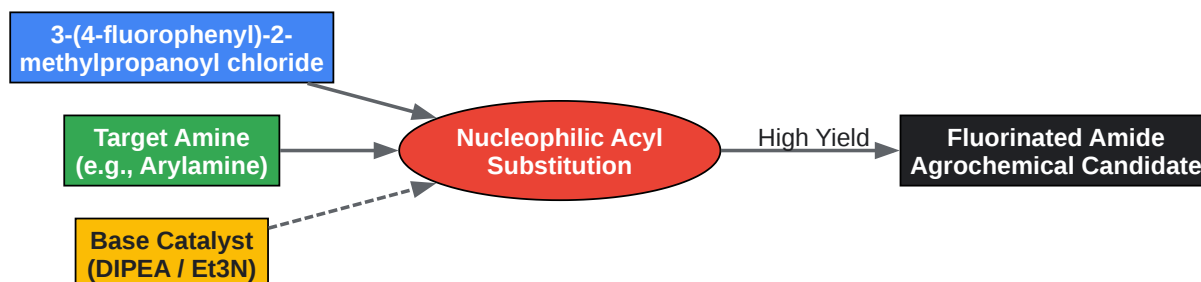 3-(4-fluorophenyl)-2-
methylpropanoyl chloride
Target Amine
(e.g., Arylamine)
Base Catalyst
(DIPEA / Et3N)
Nucleophilic Acyl
Substitution
High Yield
Fluorinated Amide
Agrochemical Candidate